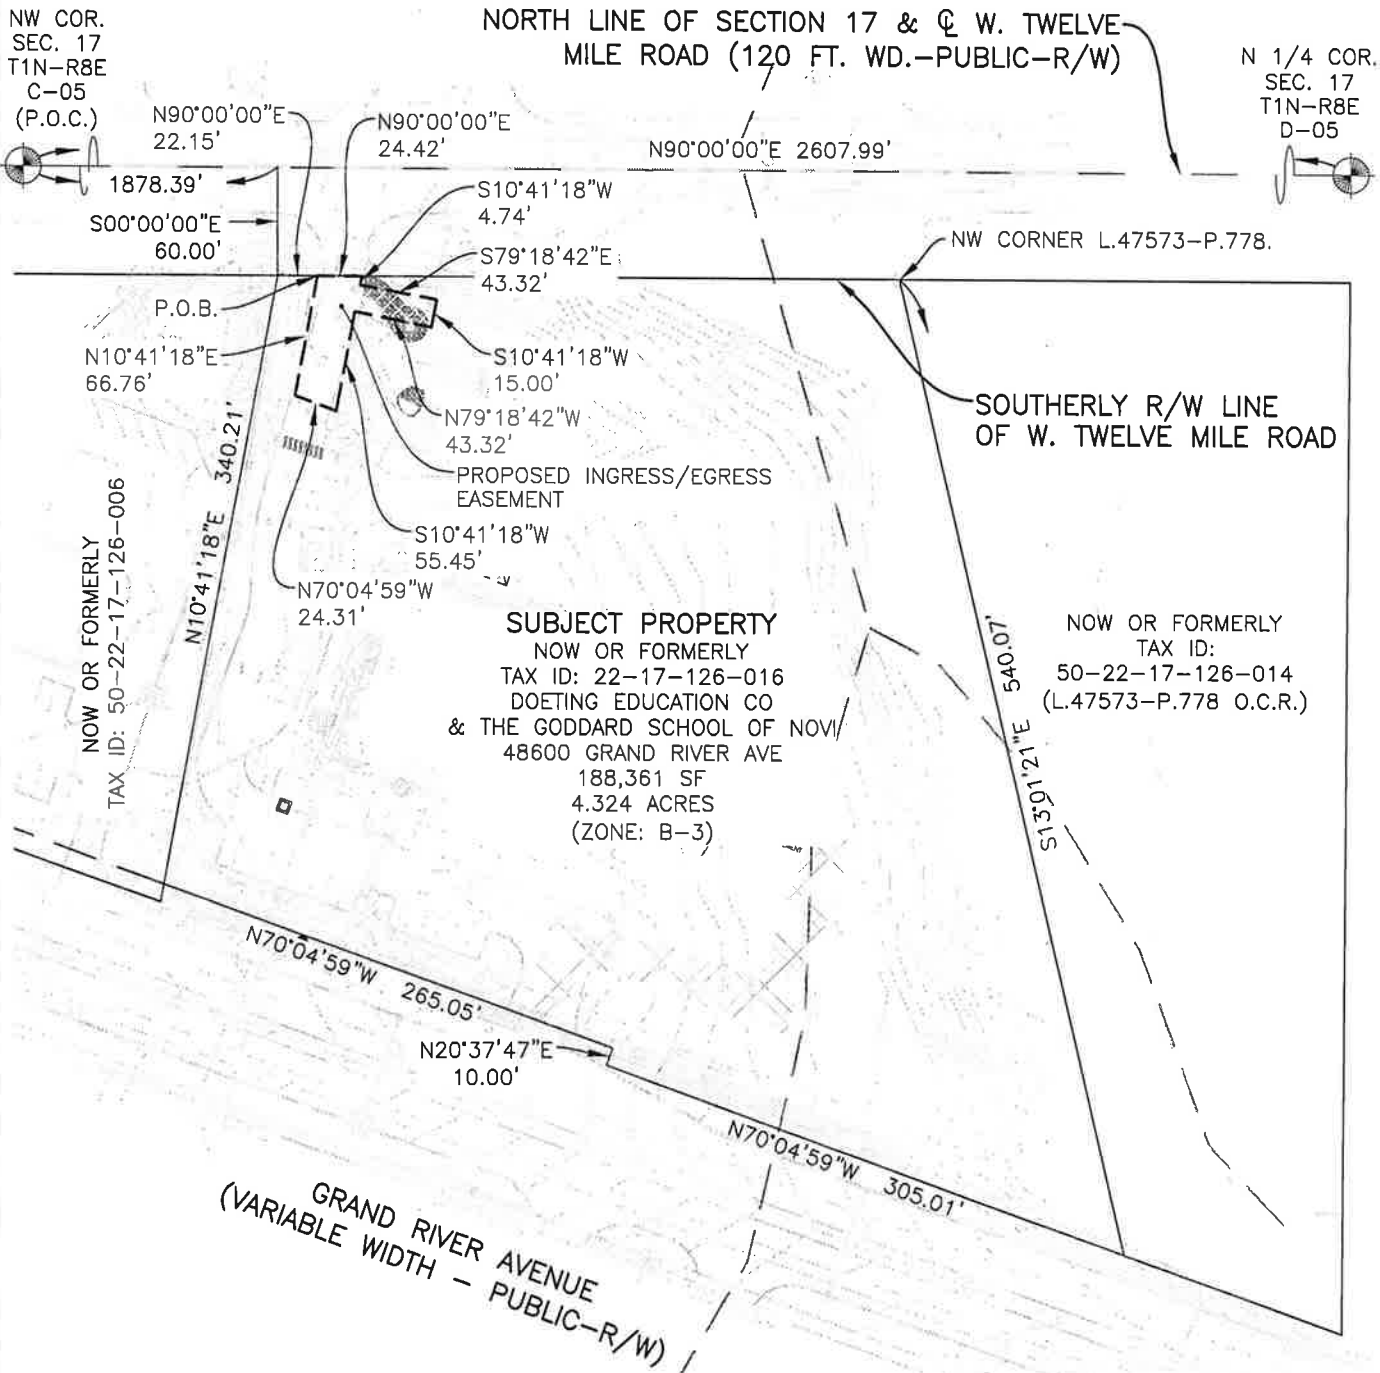 NW COR.
SEC. 17
T1N-R8E
C-05
(P.O.C.)
NORTH LINE OF SECTION 17 & ℄ W. TWELVE
MILE ROAD (120 FT. WD.-PUBLIC-R/W)
N 1/4 COR.
SEC. 17
T1N-R8E
D-05
N90°00'00"E
22.15'
N90°00'00"E
24.42'
N90°00'00"E 2607.99'
1878.39'
S00°00'00"E
60.00'
S10°41'18"W
4.74'
S79°18'42"E
43.32'
NW CORNER L.47573-P.778.
P.O.B.
N10°41'18"E
66.76'
S10°41'18"W
15.00'
N79°18'42"W
43.32'
SOUTHERLY R/W LINE
OF W. TWELVE MILE ROAD
PROPOSED INGRESS/EGRESS
EASEMENT
S10°41'18"W
55.45'
N70°04'59"W
24.31'
N10°41'18"E 340.21'
NOW OR FORMERLY
TAX ID: 50-22-17-126-006
SUBJECT PROPERTY
NOW OR FORMERLY
TAX ID: 22-17-126-016
DOETING EDUCATION CO
& THE GODDARD SCHOOL OF NOVI
48600 GRAND RIVER AVE
188,361 SF
4.324 ACRES
(ZONE: B-3)
S13°01'21"E 540.07'
NOW OR FORMERLY
TAX ID:
50-22-17-126-014
(L.47573-P.778 O.C.R.)
N70°04'59"W 265.05'
N20°37'47"E
10.00'
N70°04'59"W 305.01'
GRAND RIVER AVENUE
(VARIABLE WIDTH - PUBLIC-R/W)